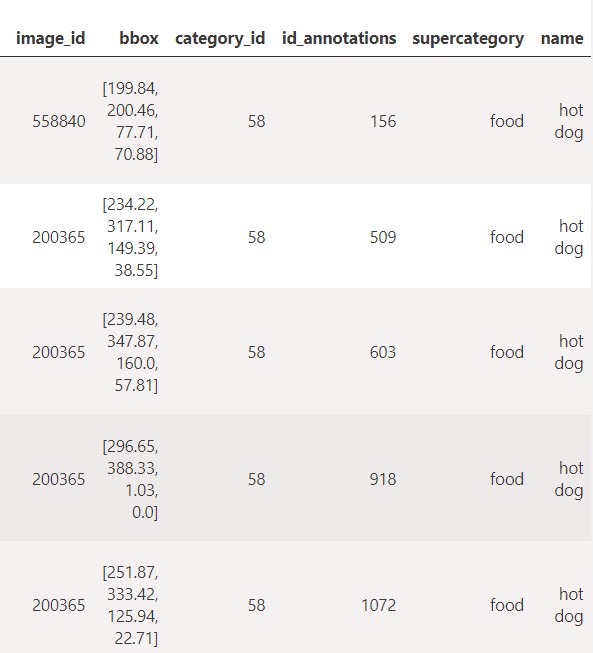 image_id bbox category_id id_annotations supercategory name
558840 [199.84, 200.46, 77.71, 70.88] 58 156 food hot dog
200365 [234.22, 317.11, 149.39, 38.55] 58 509 food hot dog
200365 [239.48, 347.87, 160.0, 57.81] 58 603 food hot dog
200365 [296.65, 388.33, 1.03, 0.0] 58 918 food hot dog
200365 [251.87, 333.42, 125.94, 22.71] 58 1072 food hot dog